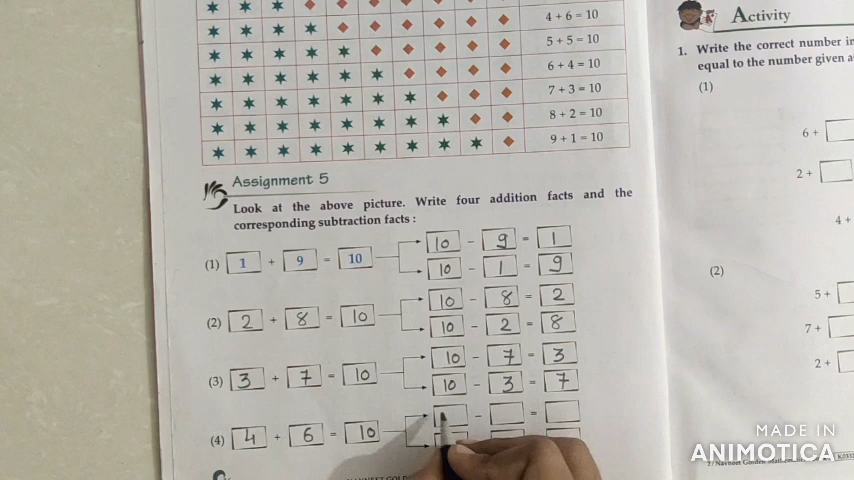 4 + 6 = 10
5 + 5 = 10
6 + 4 = 10
7 + 3 = 10
8 + 2 = 10
9 + 1 = 10
Assignment 5
Look at the above picture. Write four addition facts and the
corresponding subtraction facts :
10 - 9 = 1
(1) 1 + 9 = 10
10 - 1 = 9
10 - 8 = 2
(2) 2 + 8 = 10
10 - 2 = 8
10 - 7 = 3
(3) 3 + 7 = 10
10 - 3 = 7
- =
(4) 4 + 6 = 10
Activity
1. Write the correct number in
equal to the number given a
(1)
6 +
2 +
4 +
(2)
5 +
7 +
2 +
MADE IN
ANIMOTICA